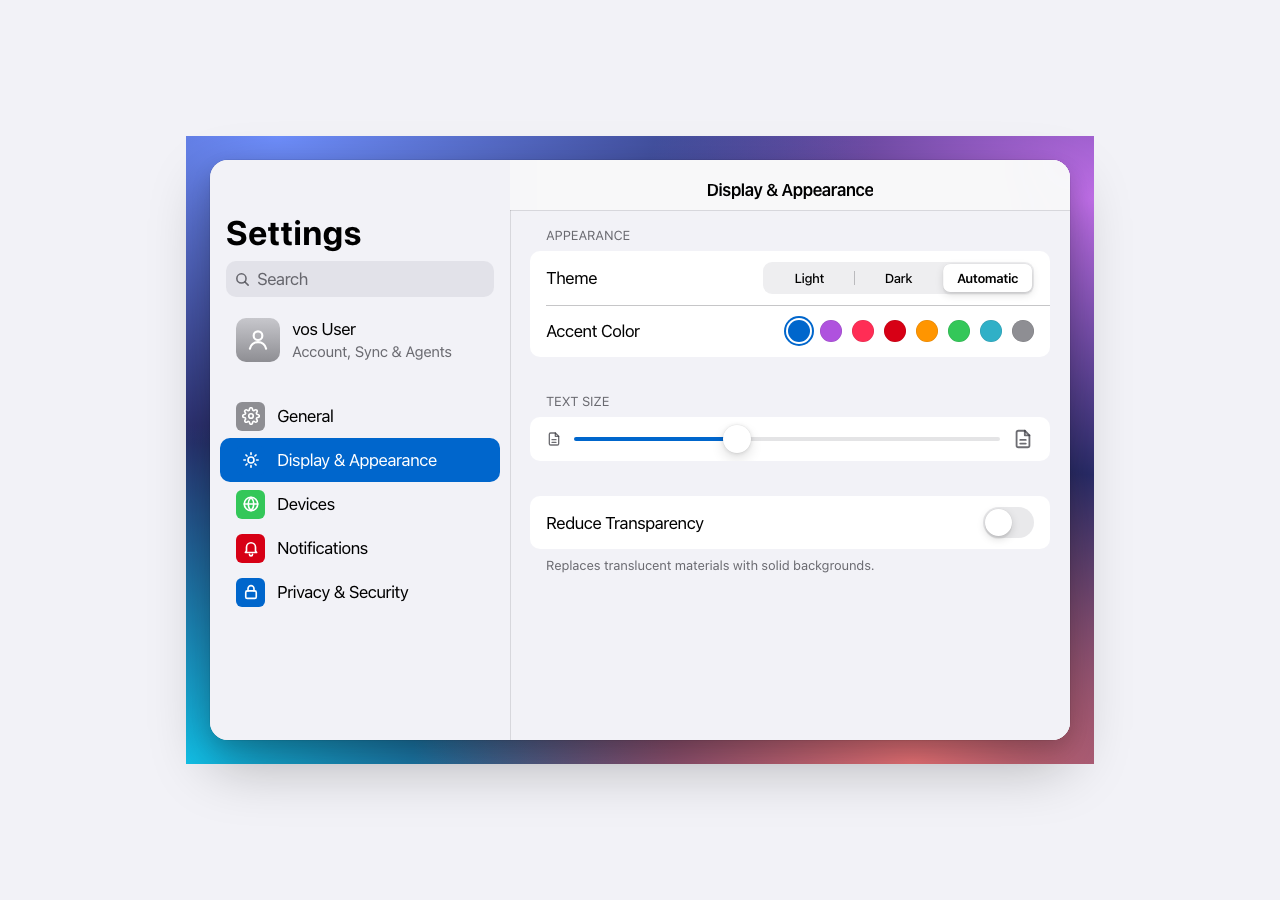 Settings
Search
vos User
Account, Sync & Agents
General
Display & Appearance
Devices
Notifications
Privacy & Security
Display & Appearance
APPEARANCE
Theme
Light
Dark
Automatic
Accent Color
TEXT SIZE
Reduce Transparency
Replaces translucent materials with solid backgrounds.